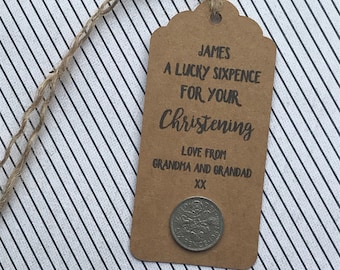 JAMES
A LUCKY SIXPENCE
FOR YOUR
Christening
LOVE FROM
GRANDMA AND GRANDAD
XX